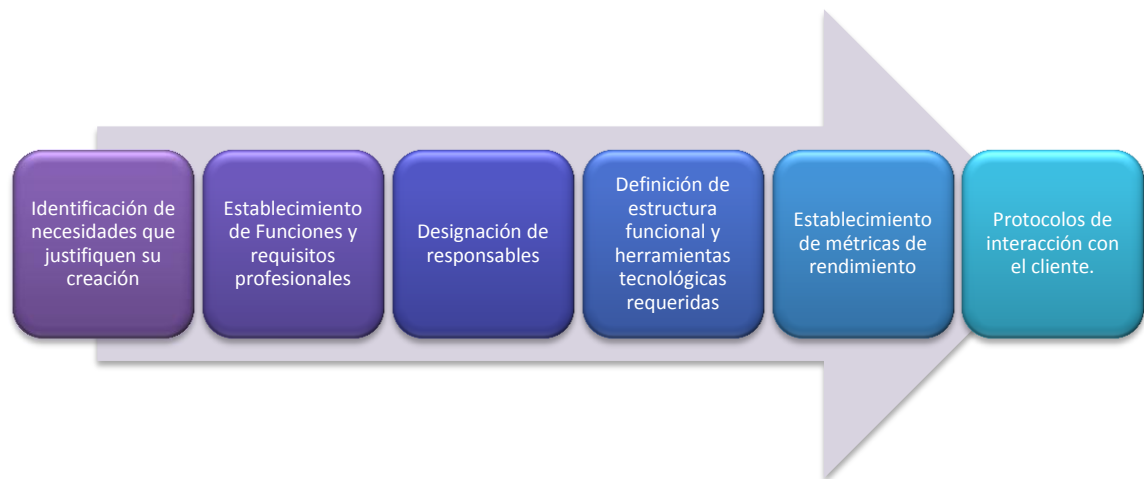 Identificación de
necesidades que
justifiquen su
creación
Establecimiento
de Funciones y
requisitos
profesionales
Designación de
responsables
Definición de
estructura
funcional y
herramientas
tecnológicas
requeridas
Establecimiento
de métricas de
rendimiento
Protocolos de
interacción con
el cliente.